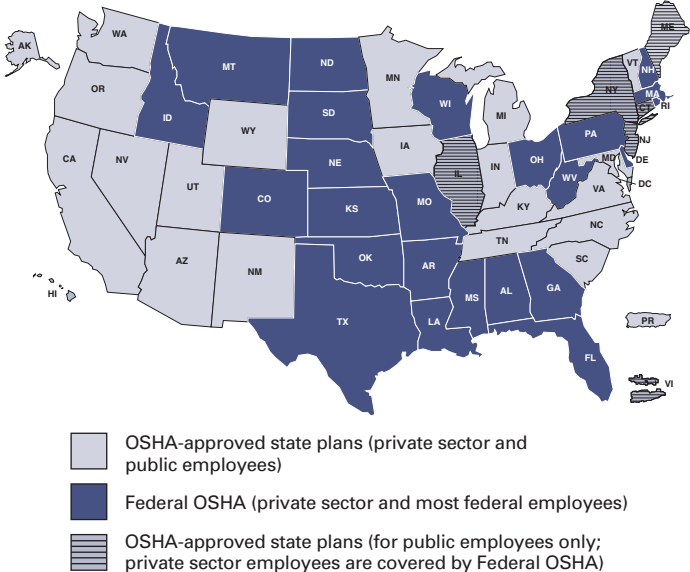 ME
WA
AK
VT
NH
MT
ND
MN
OR
NY
MA
WI
SD
CT
RI
ID
MI
WY
PA
NJ
IA
NE
OH
MD
DE
IN
NV
IL
CA
WV
UT
VA
DC
CO
KY
KS
MO
NC
TN
OK
SC
AZ
NM
AR
GA
AL
MS
HI
PR
TX
LA
FL
VI
OSHA-approved state plans (private sector and
public employees)
Federal OSHA (private sector and most federal employees)
OSHA-approved state plans (for public employees only;
private sector employees are covered by Federal OSHA)